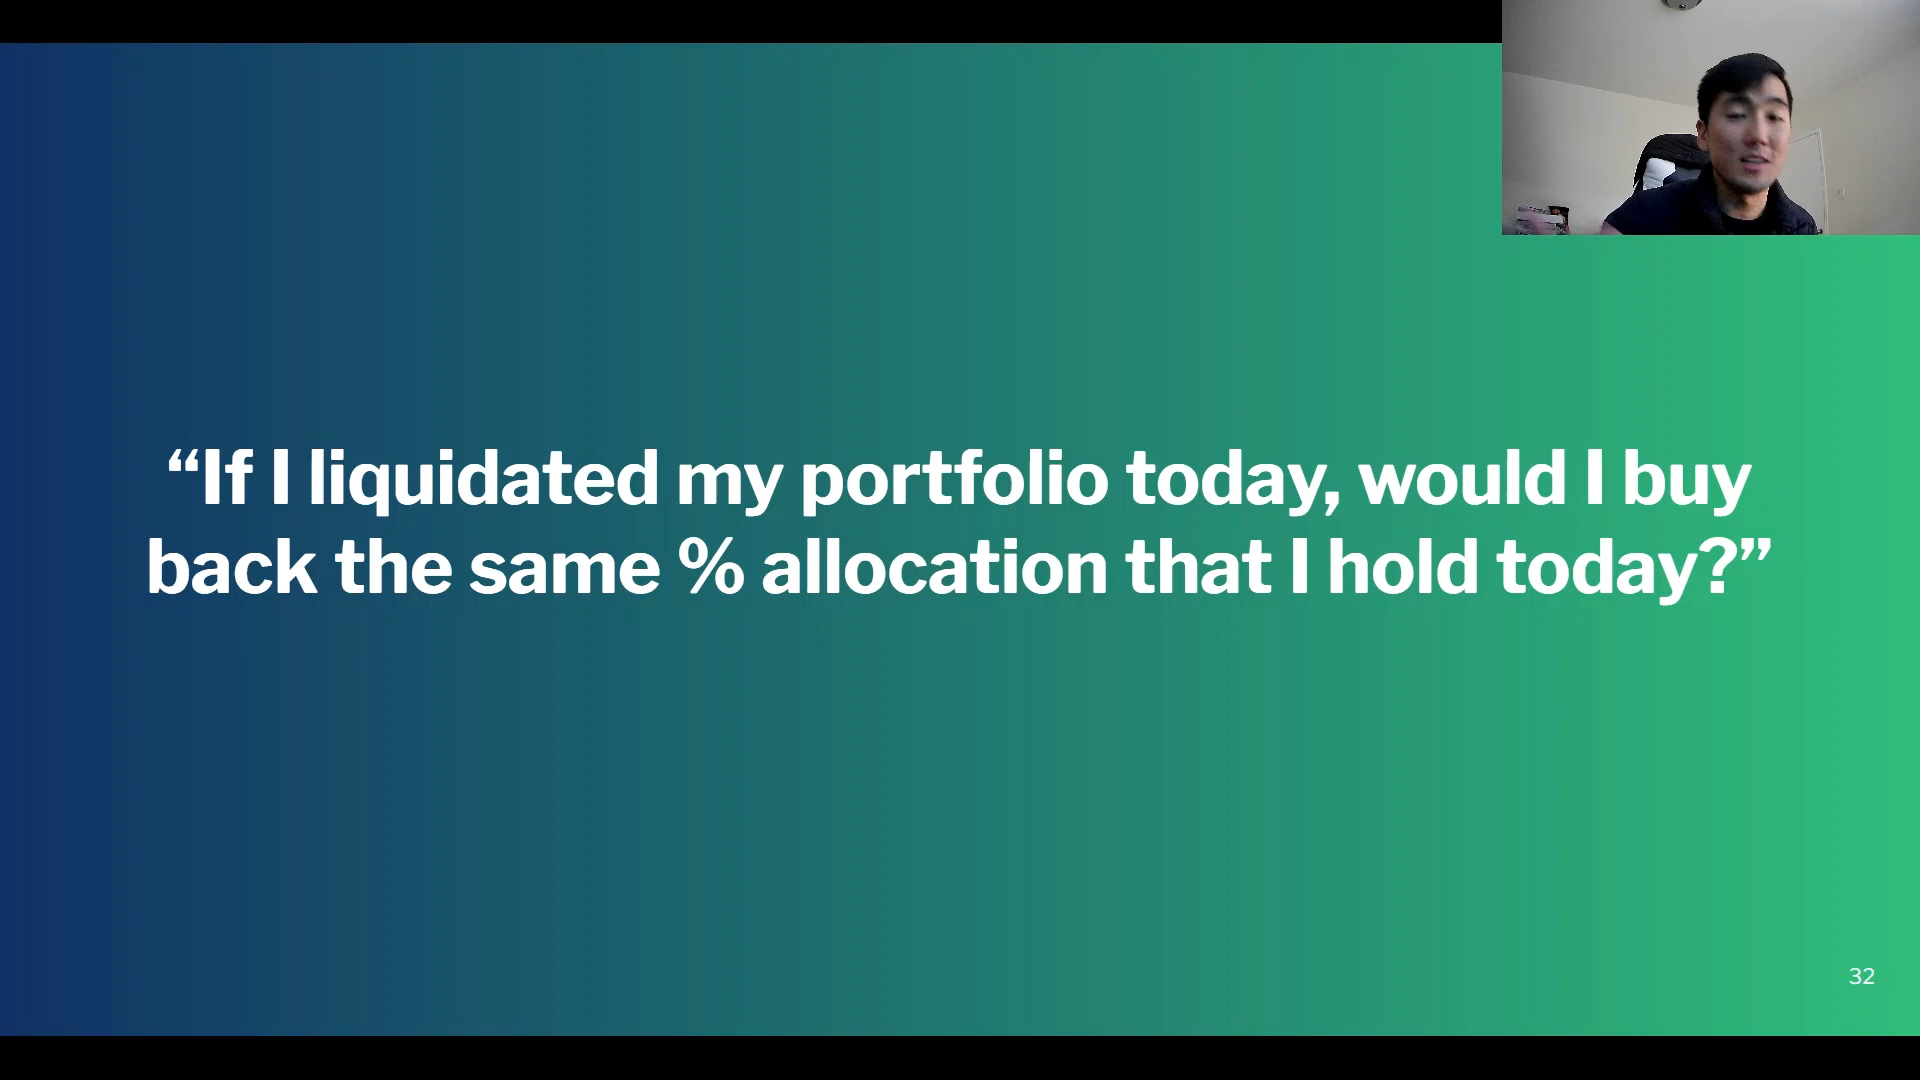 “If I liquidated my portfolio today, would I buy
back the same % allocation that I hold today?”
32